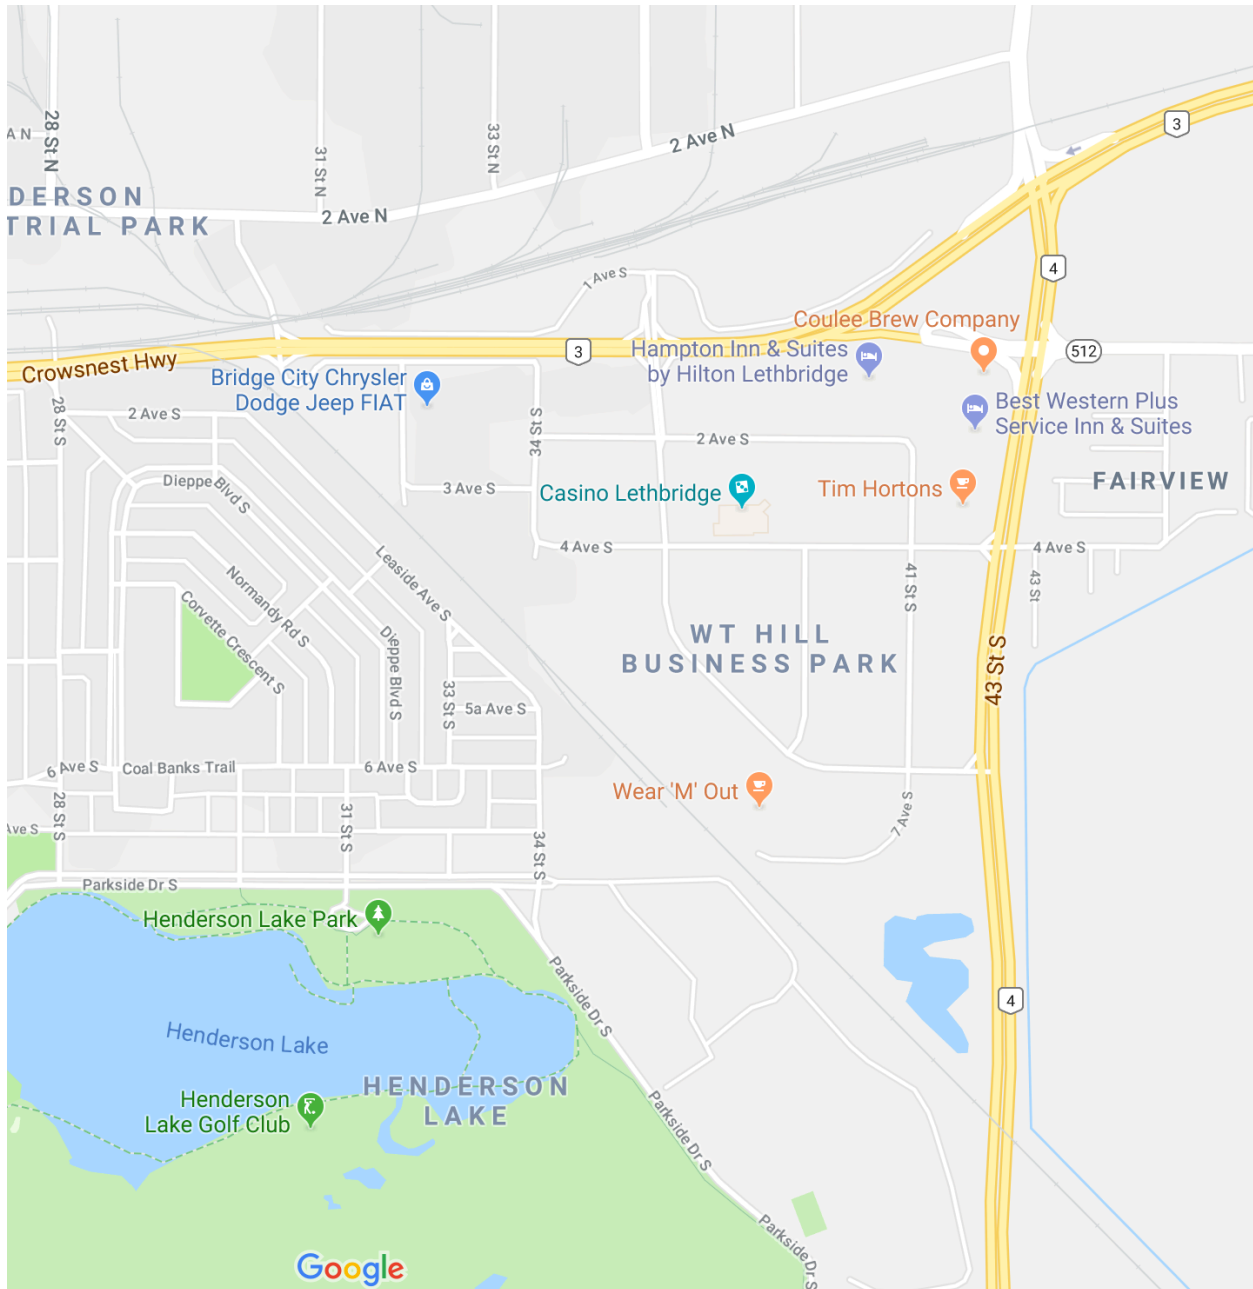 28 St N
A N
31 St N
33 St N
2 Ave N
3
DERSON
TRIAL PARK
2 Ave N
4
1 Ave S
Coulee Brew Company
Crowsnest Hwy
3
Hampton Inn & Suites
by Hilton Lethbridge
512
Bridge City Chrysler
Dodge Jeep FIAT
Best Western Plus
Service Inn & Suites
28 St S
2 Ave S
34 St S
2 Ave S
FAIRVIEW
Dieppe Blvd S
3 Ave S
Casino Lethbridge
Tim Hortons
4 Ave S
4 Ave S
Leaside Ave S
41 St S
43 St
Normandy Rd S
Corvette Crescent S
Dieppe Blvd S
WT HILL
BUSINESS PARK
43 St S
33 St S
5a Ave S
6 Ave S
Coal Banks Trail
6 Ave S
Wear 'M' Out
28 St S
31 St S
7 Ave S
Ave S
34 St S
Parkside Dr S
Henderson Lake Park
Parkside Dr S
4
Henderson Lake
HENDERSON
LAKE
Henderson
Lake Golf Club
Parkside Dr S
Parkside Dr S
Google